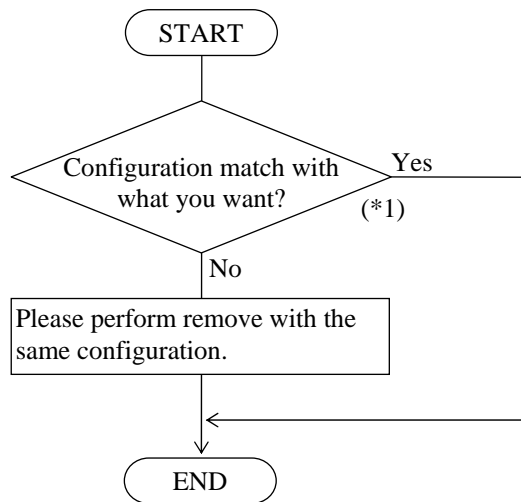 START
Configuration match with
what you want?
Yes
(*1)
No
Please perform remove with the
same configuration.
END